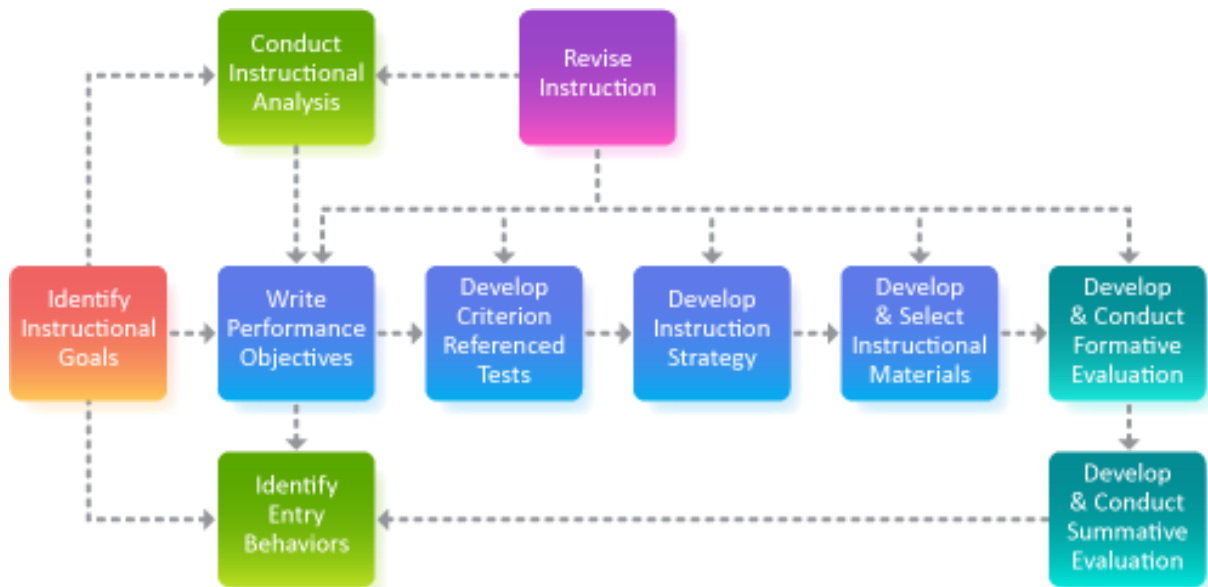 Conduct
Instructional
Analysis
Revise
Instruction
Identify
Instructional
Goals
Write
Performance
Objectives
Develop
Criterion
Referenced
Tests
Develop
Instruction
Strategy
Develop
& Select
Instructional
Materials
Develop
& Conduct
Formative
Evaluation
Identify
Entry
Behaviors
Develop
& Conduct
Summative
Evaluation